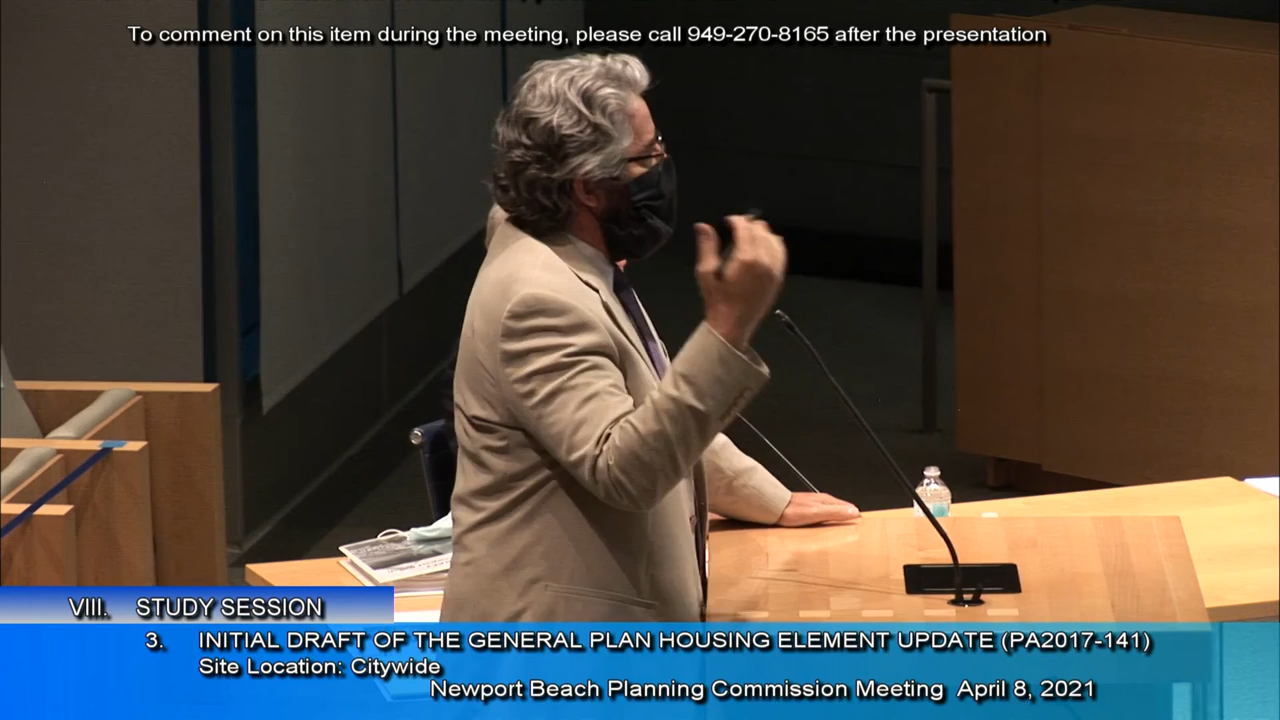 To comment on this item during the meeting, please call 949-270-8165 after the presentation
VIII. STUDY SESSION
3. INITIAL DRAFT OF THE GENERAL PLAN HOUSING ELEMENT UPDATE (PA2017-141)
Site Location: Citywide
Newport Beach Planning Commission Meeting April 8, 2021